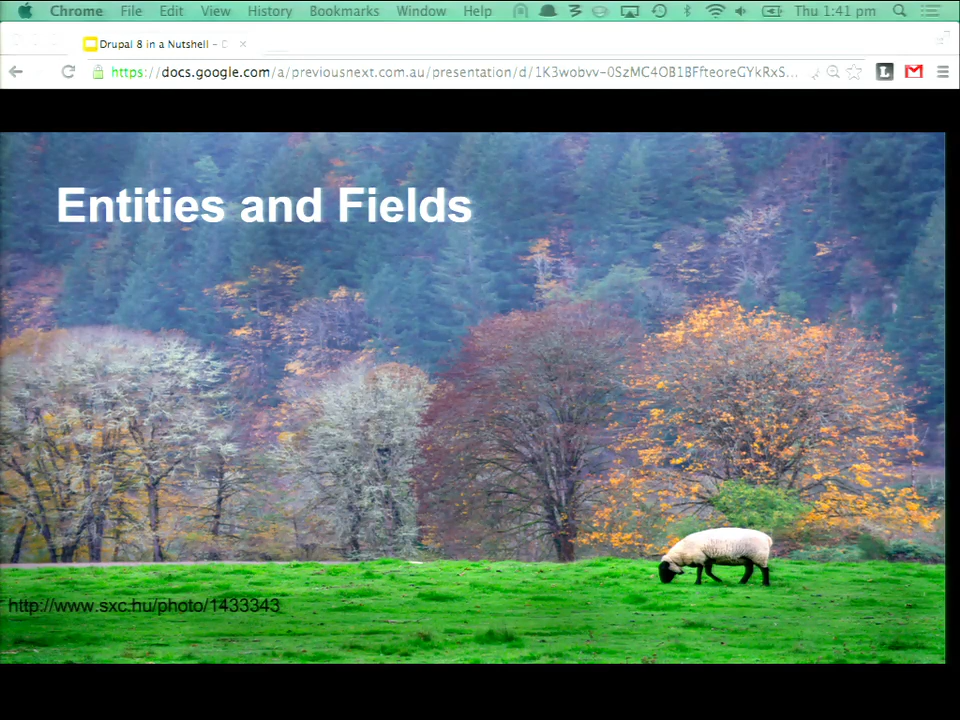 Chrome File Edit View History Bookmarks Window Help Thu 1:41 pm
Drupal 8 in a Nutshell -
https://docs.google.com/a/previousnext.com.au/presentation/d/1K3wobvv-0SzMC4OB1BFfteoreGYkRxS...
Entities and Fields
http://www.sxc.hu/photo/1433343